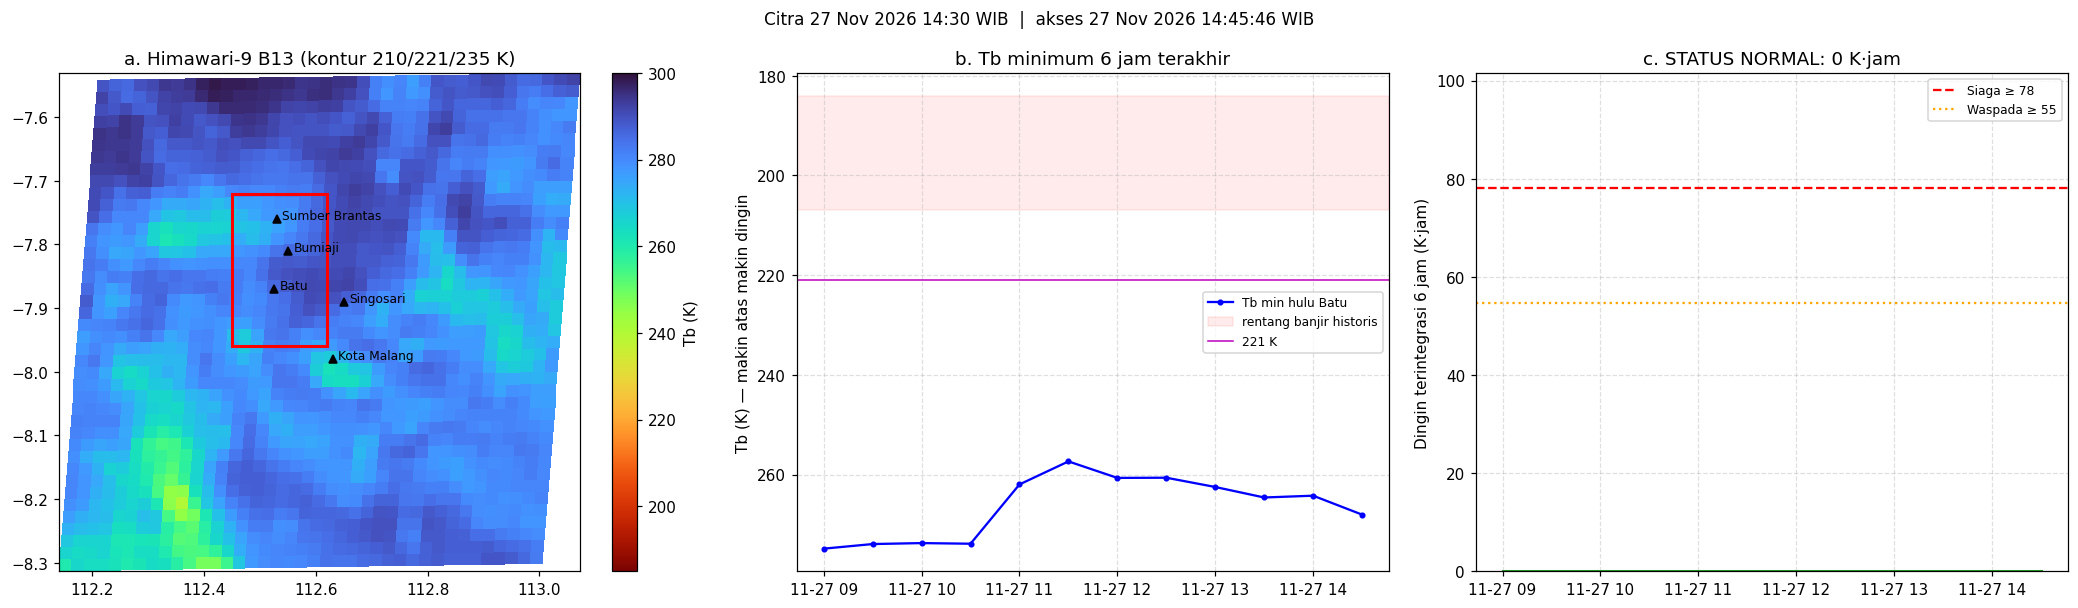 Citra 27 Nov 2026 14:30 WIB | akses 27 Nov 2026 14:45:46 WIB
a. Himawari-9 B13 (kontur 210/221/235 K)
−7.6
−7.7
−7.8
−7.9
−8.0
−8.1
−8.2
−8.3
112.2
112.4
112.6
112.8
113.0
Sumber Brantas
Bumiaji
Batu
Singosari
Kota Malang
300
280
260
240
220
200
Tb (K)
b. Tb minimum 6 jam terakhir
Tb (K) — makin atas makin dingin
180
200
220
240
260
Tb min hulu Batu
rentang banjir historis
221 K
11-27 09
11-27 10
11-27 11
11-27 12
11-27 13
11-27 14
c. STATUS NORMAL: 0 K·jam
Dingin terintegrasi 6 jam (K·jam)
100
80
60
40
20
0
Siaga ≥ 78
Waspada ≥ 55
11-27 09
11-27 10
11-27 11
11-27 12
11-27 13
11-27 14